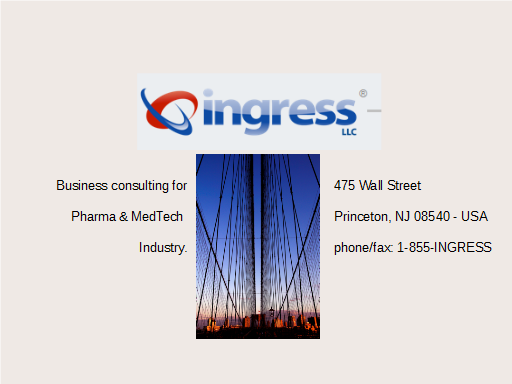 ingress®
LLC
Business consulting for
Pharma & MedTech
Industry.
475 Wall Street
Princeton, NJ 08540 - USA
phone/fax: 1-855-INGRESS